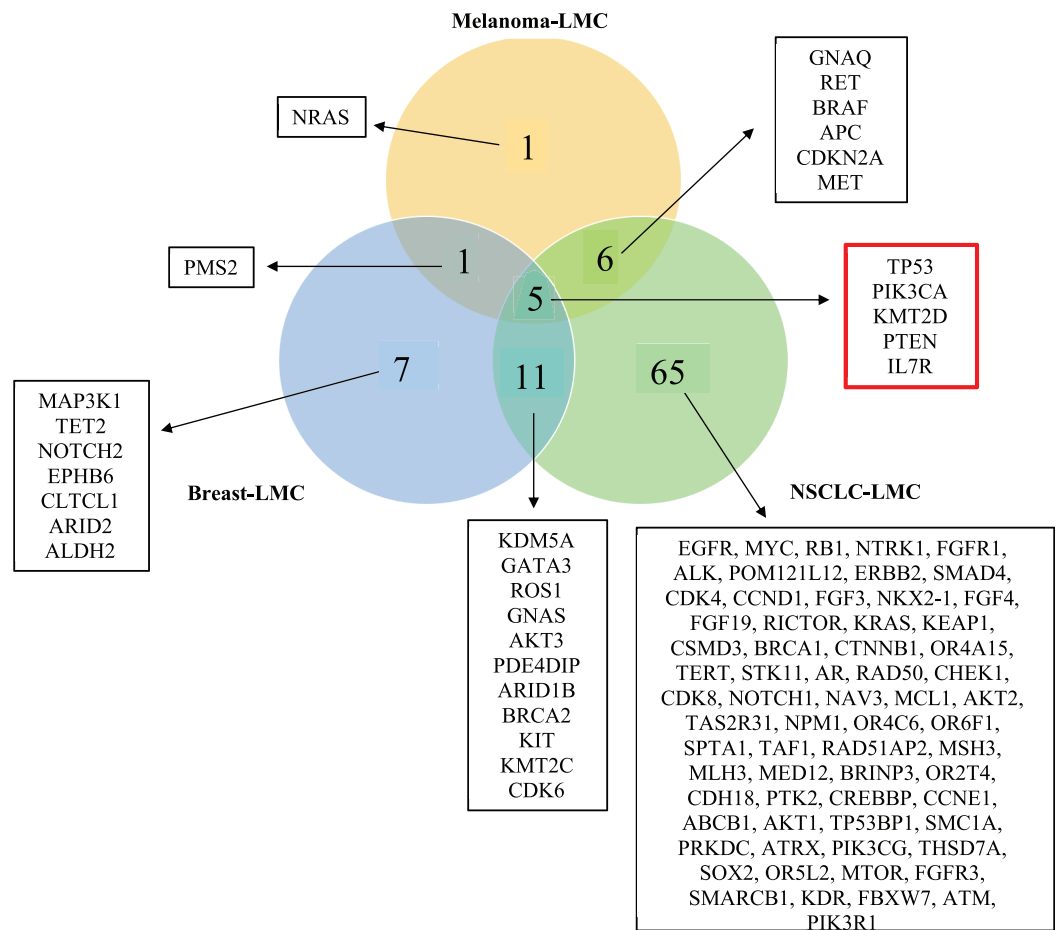 Melanoma-LMC
GNAQ
RET
BRAF
APC
CDKN2A
MET
NRAS
1
PMS2
1
6
5
TP53
PIK3CA
KMT2D
PTEN
IL7R
7
11
65
MAP3K1
TET2
NOTCH2
EPHB6
CLTCL1
ARID2
ALDH2
Breast-LMC
NSCLC-LMC
KDM5A
GATA3
ROS1
GNAS
AKT3
PDE4DIP
ARID1B
BRCA2
KIT
KMT2C
CDK6
EGFR, MYC, RB1, NTRK1, FGFR1,
ALK, POM121L12, ERBB2, SMAD4,
CDK4, CCND1, FGF3, NKX2-1, FGF4,
FGF19, RICTOR, KRAS, KEAP1,
CSMD3, BRCA1, CTNNB1, OR4A15,
TERT, STK11, AR, RAD50, CHEK1,
CDK8, NOTCH1, NAV3, MCL1, AKT2,
TAS2R31, NPM1, OR4C6, OR6F1,
SPTA1, TAF1, RAD51AP2, MSH3,
MLH3, MED12, BRINP3, OR2T4,
CDH18, PTK2, CREBBP, CCNE1,
ABCB1, AKT1, TP53BP1, SMC1A,
PRKDC, ATRX, PIK3CG, THSD7A,
SOX2, OR5L2, MTOR, FGFR3,
SMARCB1, KDR, FBXW7, ATM,
PIK3R1